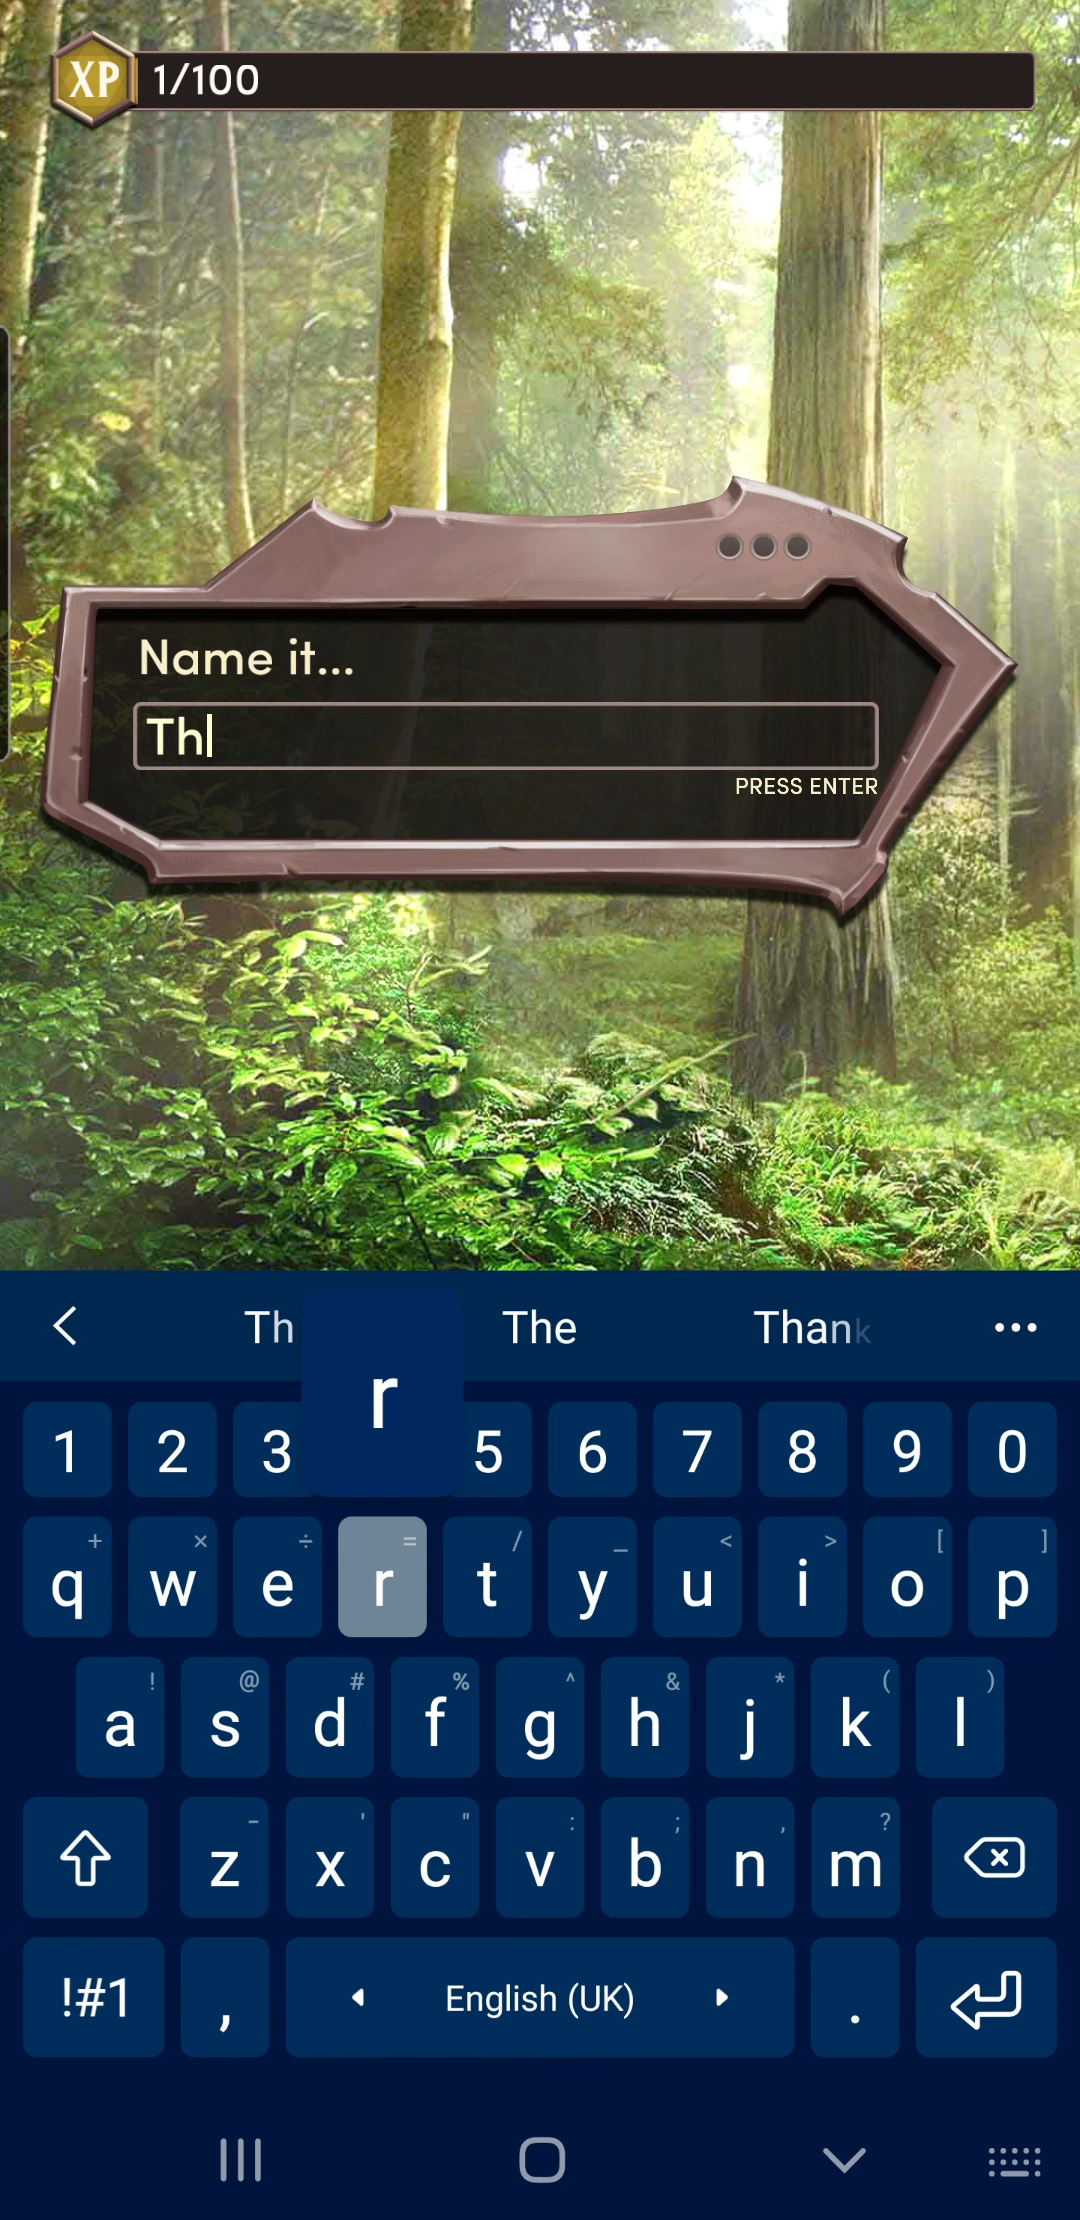 XP 1/100
Name it...
Th
PRESS ENTER
Th The Thank
r
1 2 3 5 6 7 8 9 0
+ × ÷ = / _ < > [ ]
q w e r t y u i o p
! @ # % ^ & * ( )
a s d f g h j k l
- ' " : ; , ?
z x c v b n m
!#1 , English (UK) .